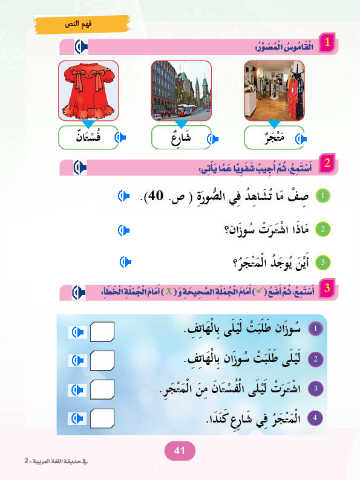 فهم النص
1 الْقَامُوسُ الْمُصَوَّرُ:
مَتْجَرٌ شَارِعٌ فُسْتَانٌ
2 أَسْتَمِعُ، ثُمَّ أُجِيبُ شَفَوِيًّا عَمَّا يَأْتِي:
1 صِفْ مَا تُشَاهِدُ فِي الصُّورَةِ ( ص. 40).
2 مَاذَا اشْتَرَتْ سُوزَان؟
3 أَيْنَ يُوجَدُ الْمَتْجَرُ؟
3 أَسْتَمِعُ، ثُمَّ أَضَعُ (✓) أَمَامَ الْجُمْلَةِ الصَّحِيحَةِ وَ (X) أَمَامَ الْجُمْلَةِ الْخَطَأِ:
1 سُوزَان طَلَبَتْ لَيْلَى بِالْهَاتِفِ.
2 لَيْلَى طَلَبَتْ سُوزَان بِالْهَاتِفِ.
3 اشْتَرَتْ لَيْلَى الْفُسْتَانَ مِنَ الْمَتْجَرِ.
4 الْمَتْجَرُ فِي شَارِعِ كَنَدَا.
41
في حديقة اللغة العربية - 2